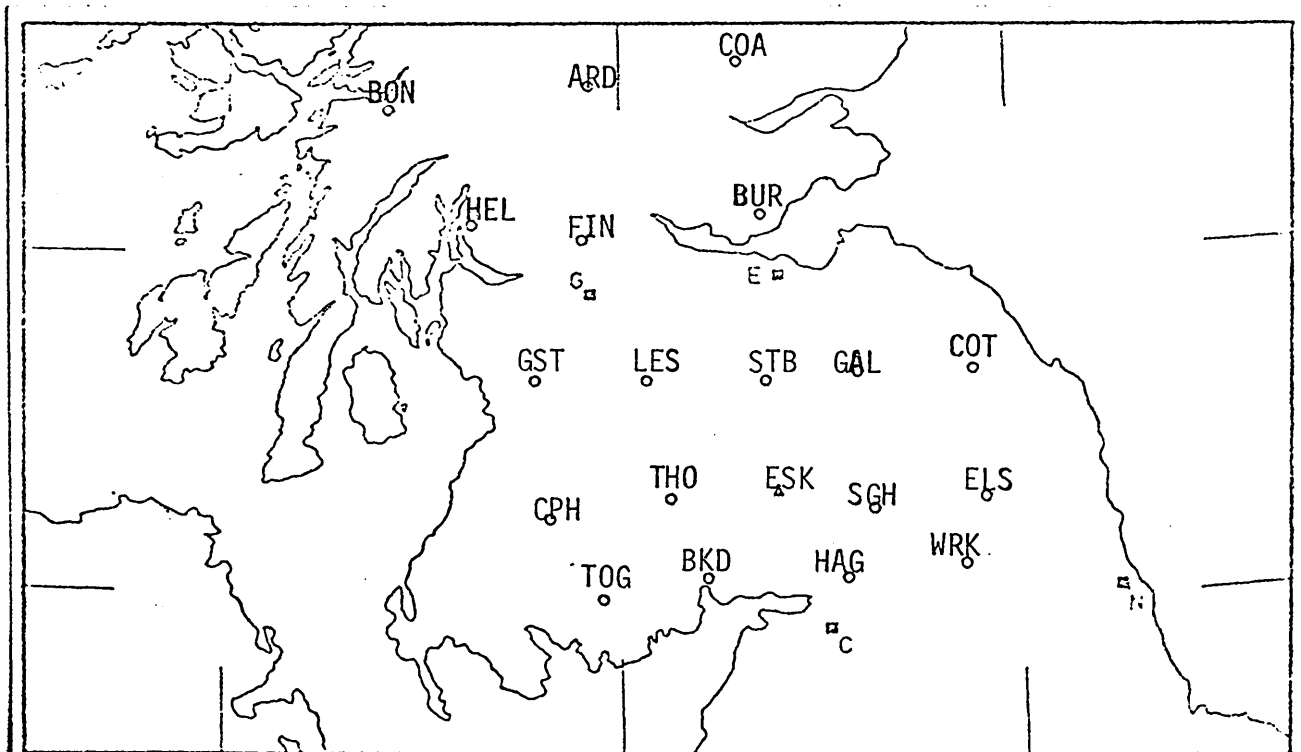 COA
ARD
BON
BUR
HEL
FIN
G
E
GST
LES
STB
GAL
COT
THO
ESK
SGH
ELS
CPH
WRK
TOG
BKD
HAG
N
C